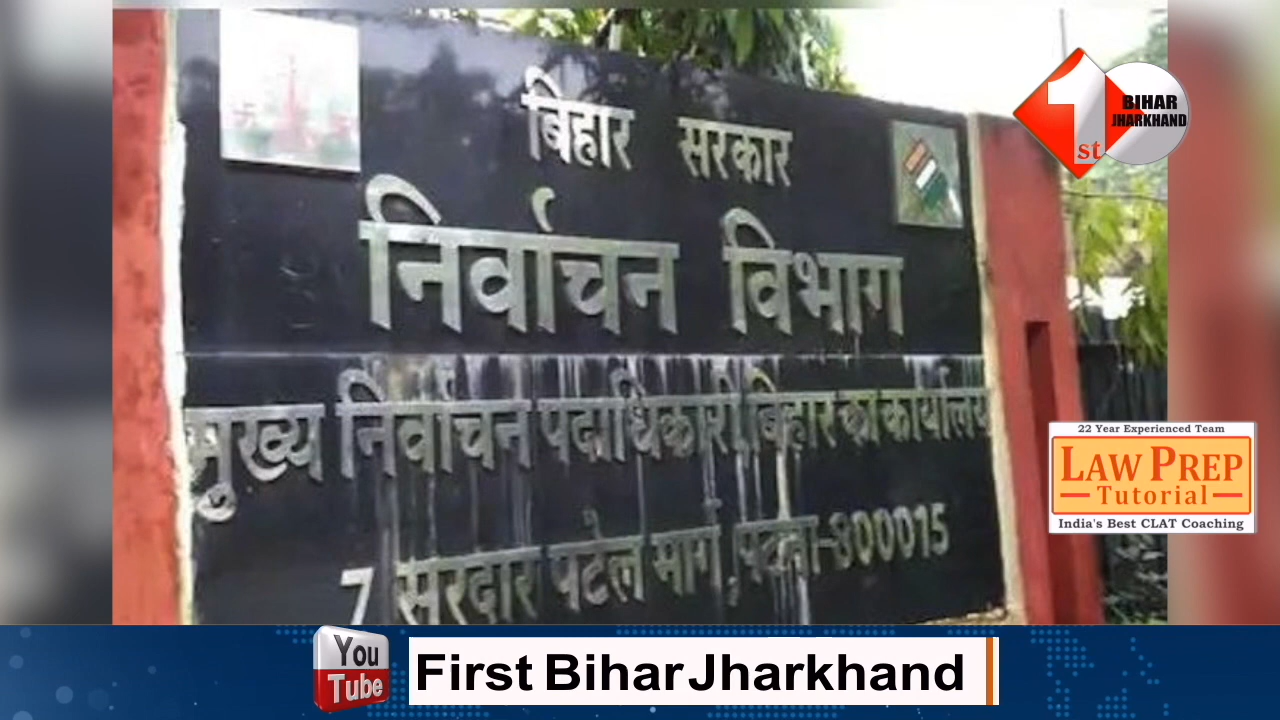 बिहार सरकार
निर्वाचन विभाग
मुख्य निर्वाचन पदाधिकारी, बिहार का कार्यालय
7, सरदार पटेल मार्ग, पटना-800015
1st
BIHAR
JHARKHAND
22 Year Experienced Team
LAW PREP
Tutorial
India's Best CLAT Coaching
You
Tube
First Bihar Jharkhand